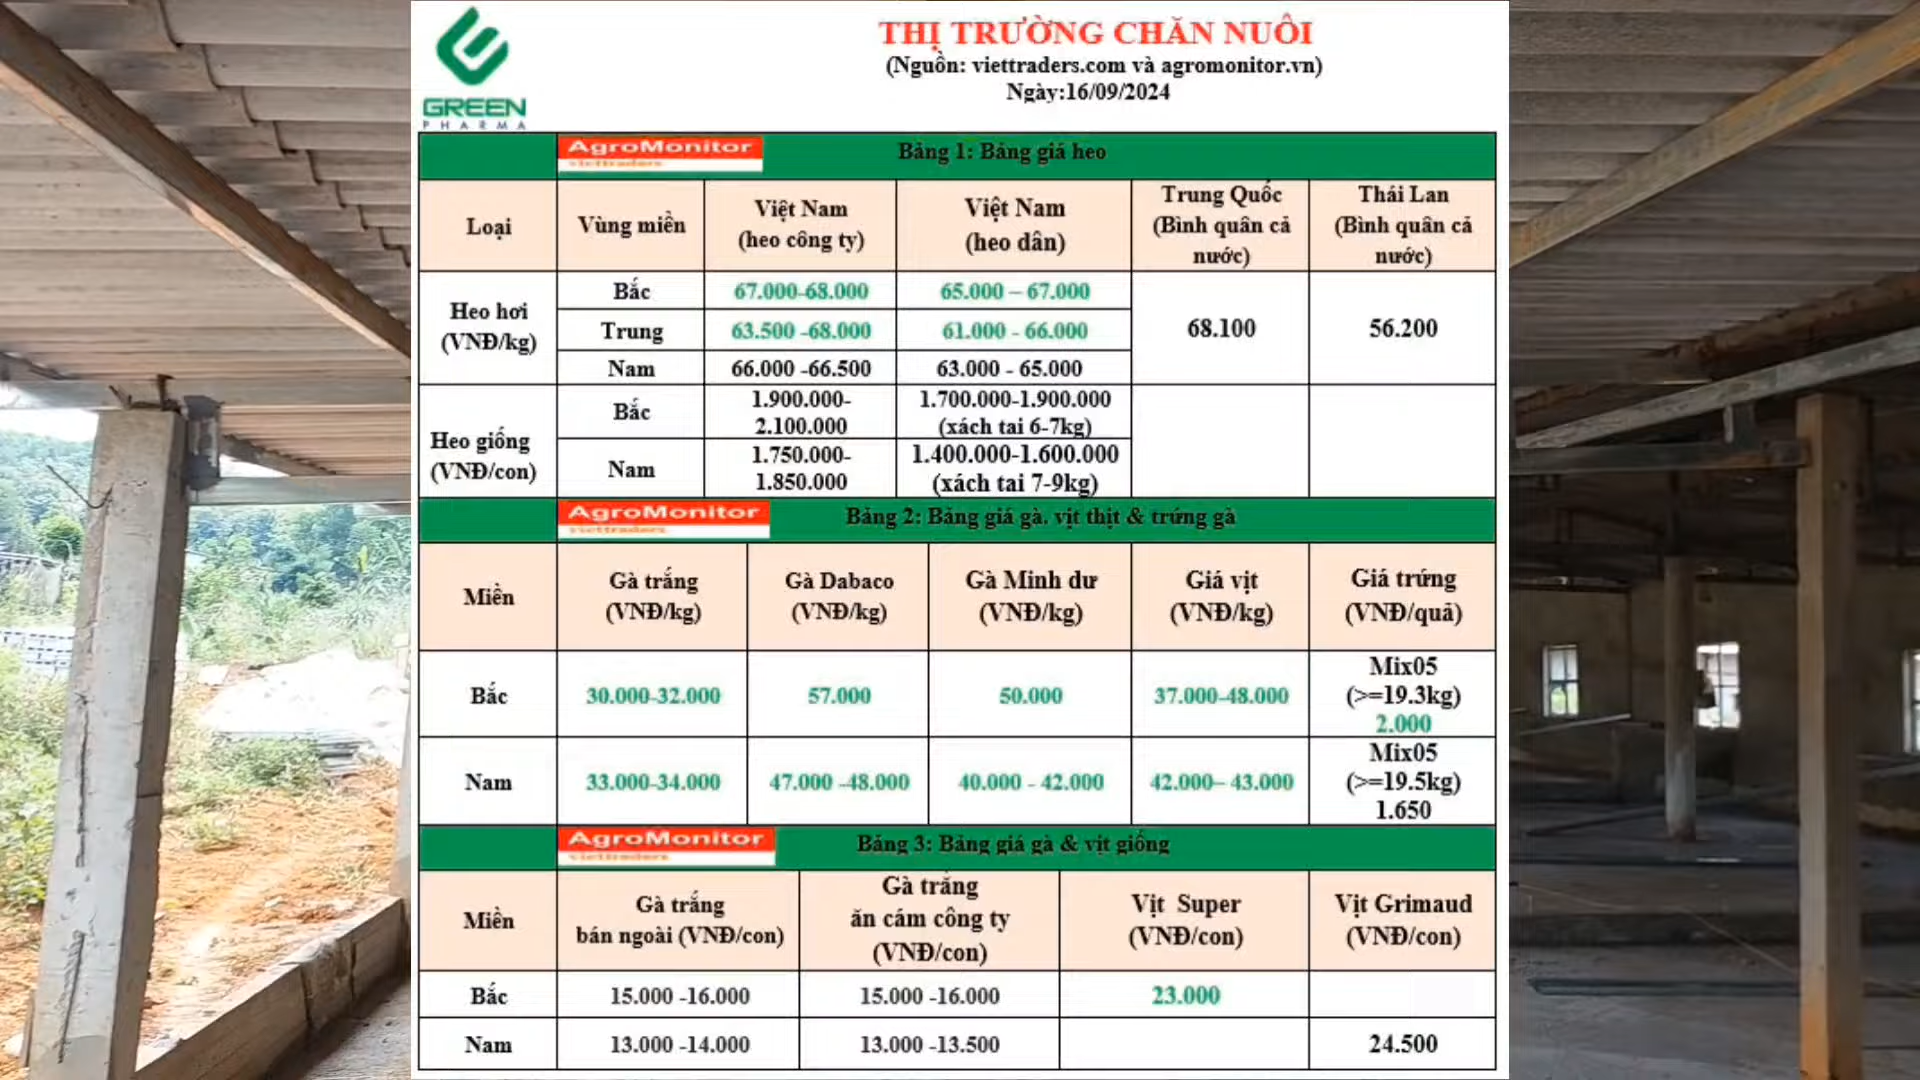 GREEN
PHARMA
THỊ TRƯỜNG CHĂN NUÔI
(Nguồn: viettraders.com và agromonitor.vn)
Ngày:16/09/2024
AgroMonitor
viettraders
Bảng 1: Bảng giá heo
Loại
Vùng miền
Việt Nam
(heo công ty)
Việt Nam
(heo dân)
Trung Quốc
(Bình quân cả
nước)
Thái Lan
(Bình quân cả
nước)
Heo hơi
(VNĐ/kg)
Bắc
67.000-68.000
65.000 – 67.000
68.100
56.200
Trung
63.500 -68.000
61.000 - 66.000
Nam
66.000 -66.500
63.000 - 65.000
Heo giống
(VNĐ/con)
Bắc
1.900.000-
2.100.000
1.700.000-1.900.000
(xách tai 6-7kg)
Nam
1.750.000-
1.850.000
1.400.000-1.600.000
(xách tai 7-9kg)
AgroMonitor
viettraders
Bảng 2: Bảng giá gà. vịt thịt & trứng gà
Miền
Gà trắng
(VNĐ/kg)
Gà Dabaco
(VNĐ/kg)
Gà Minh dư
(VNĐ/kg)
Giá vịt
(VNĐ/kg)
Giá trứng
(VNĐ/quả)
Bắc
30.000-32.000
57.000
50.000
37.000-48.000
Mix05
(>=19.3kg)
2.000
Nam
33.000-34.000
47.000 -48.000
40.000 - 42.000
42.000– 43.000
Mix05
(>=19.5kg)
1.650
AgroMonitor
viettraders
Bảng 3: Bảng giá gà & vịt giống
Miền
Gà trắng
bán ngoài (VNĐ/con)
Gà trắng
ăn cám công ty
(VNĐ/con)
Vịt Super
(VNĐ/con)
Vịt Grimaud
(VNĐ/con)
Bắc
15.000 -16.000
15.000 -16.000
23.000
Nam
13.000 -14.000
13.000 -13.500
24.500